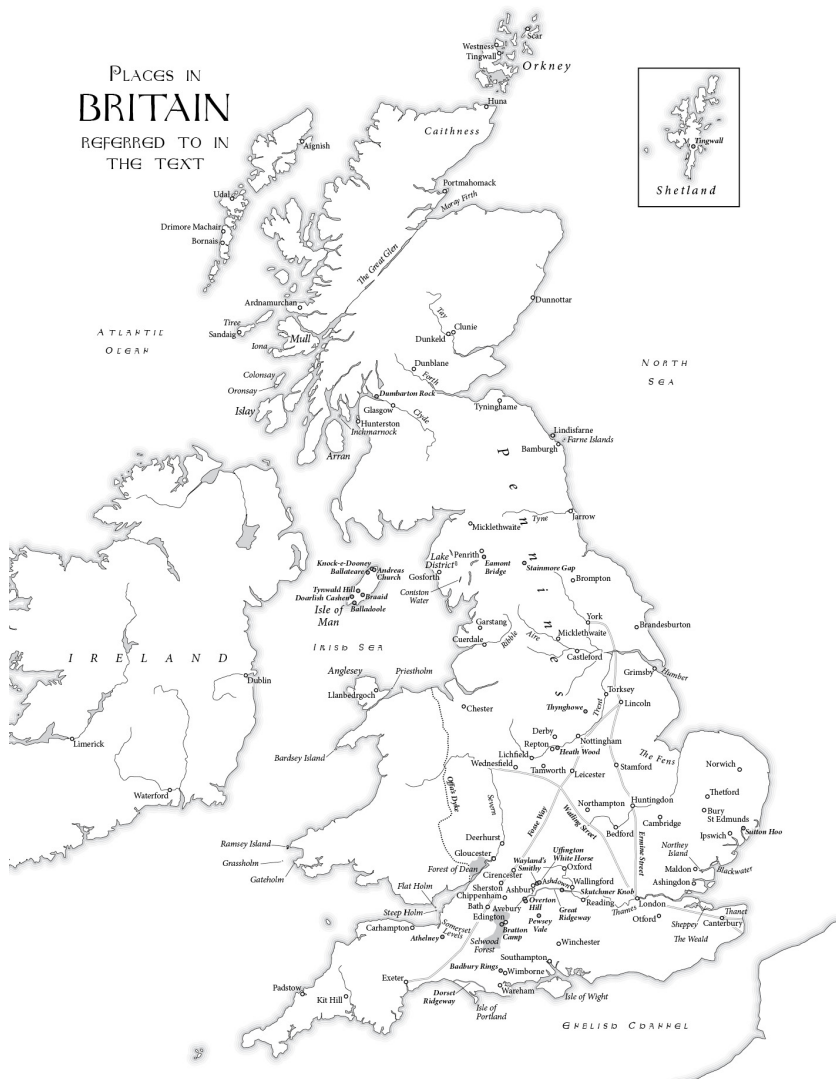 PLACES IN
BRITAIN
REFERRED TO IN
THE TEXT
Scar
Westness
Tingwall
Orkney
Huna
Caithness
Tingwall
Shetland
Aignish
Portmahomack
Moray Firth
Udal
Drimore Machair
Bornais
The Great Glen
Ardnamurchan
Dunnottar
Tay
Tiree
Sandaig
Clunie
Dunkeld
Mull
Iona
ATLANTIC
OCEAN
NORTH
SEA
Dunblane
Forth
Colonsay
Oronsay
Islay
Dumbarton Rock
Glasgow
Clyde
Tyninghame
Hunterston
Inchmarnock
Arran
Lindisfarne
Farne Islands
Bamburgh
Pennines
Tyne
Jarrow
Micklethwaite
Lake
District
Penrith
Eamont
Bridge
Stainmore Gap
Knock-e-Dooney
Ballateare
Andreas
Church
Gosforth
Brompton
Tynwald Hill
Doarlish Cashen
Braaid
Balladoole
Isle of
Man
Coniston
Water
Garstang
York
Brandesburton
Cuerdale
Ribble
Aire
Micklethwaite
Castleford
IRISH SEA
IRELAND
Dublin
Anglesey
Priestholm
Llanbedrgoch
Grimsby
Humber
Torksey
Lincoln
Trent
Chester
Thynghowe
Limerick
Derby
Repton
Heath Wood
Nottingham
Bardsey Island
Lichfield
Wednesfield
Tamworth
Leicester
Stamford
The Fens
Norwich
Waterford
Offa's Dyke
Severn
Fosse Way
Watling Street
Northampton
Huntingdon
Thetford
Bury
St Edmunds
Cambridge
Bedford
Ermine Street
Ipswich
Sutton Hoo
Ramsey Island
Grassholm
Gateholm
Deerhurst
Gloucester
Forest of Dean
Wayland's
Smithy
Uffington
White Horse
Oxford
Northey
Island
Maldon
Blackwater
Ashingdon
Cirencester
Flat Holm
Sherston
Ashbury
Ashdown
Wallingford
Skutchmer Knob
Chippenham
Steep Holm
Bath
Avebury
Overton
Hill
Great
Ridgeway
Reading
Thames
London
Thanet
Carhampton
Somerset
Levels
Edington
Bratton
Camp
Pewsey
Vale
Otford
Sheppey
Canterbury
Athelney
Selwood
Forest
Winchester
The Weald
Southampton
Badbury Rings
Wimborne
Exeter
Padstow
Kit Hill
Dorset
Ridgeway
Wareham
Isle of Wight
Isle of
Portland
ENGLISH CHANNEL